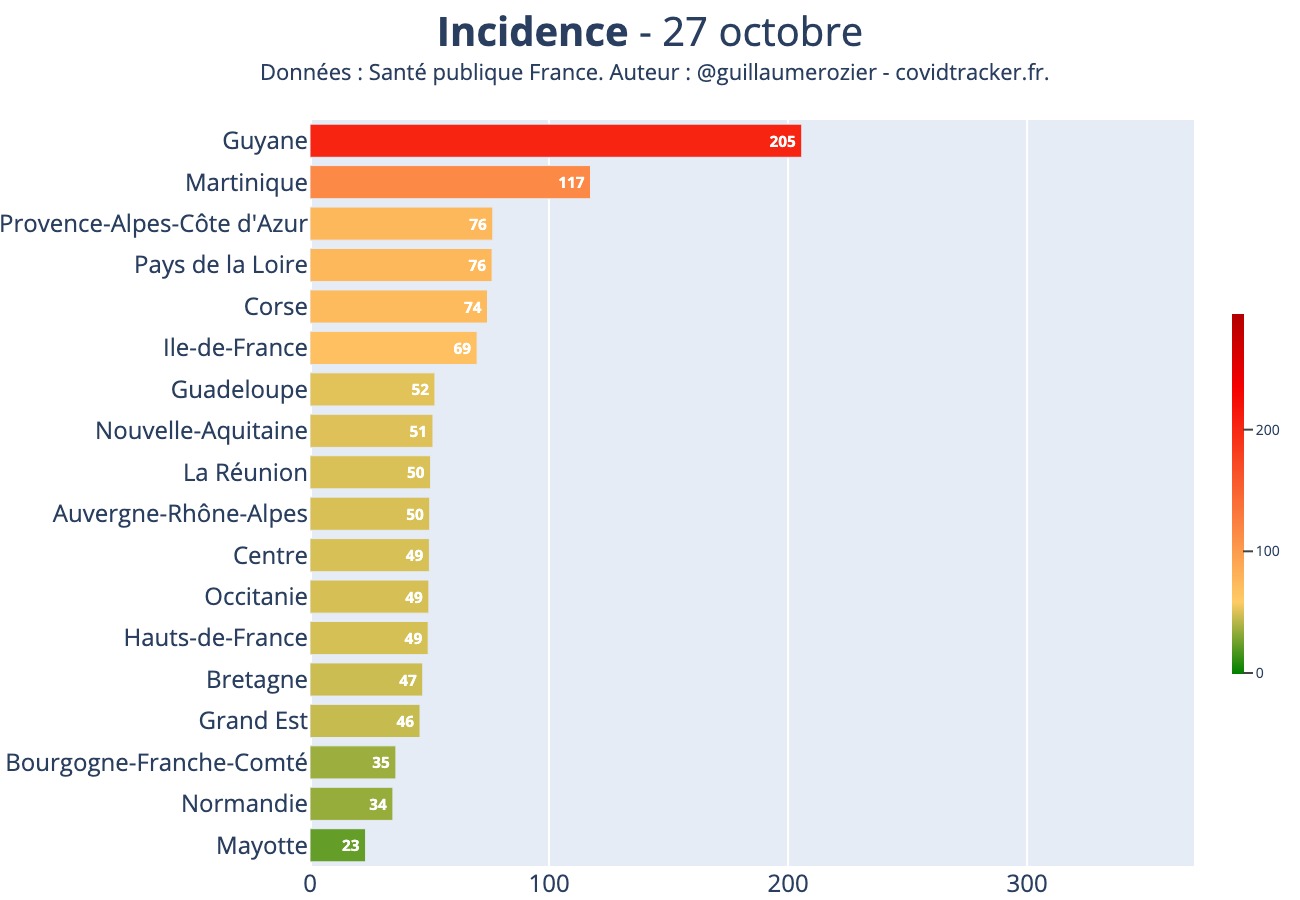 Incidence - 27 octobre
Données : Santé publique France. Auteur : @guillaumerozier - covidtracker.fr.
Guyane 205
Martinique 117
Provence-Alpes-Côte d'Azur 76
Pays de la Loire 76
Corse 74
Ile-de-France 69
Guadeloupe 52
Nouvelle-Aquitaine 51
La Réunion 50
Auvergne-Rhône-Alpes 50
Centre 49
Occitanie 49
Hauts-de-France 49
Bretagne 47
Grand Est 46
Bourgogne-Franche-Comté 35
Normandie 34
Mayotte 23
0 100 200 300
200
100
0